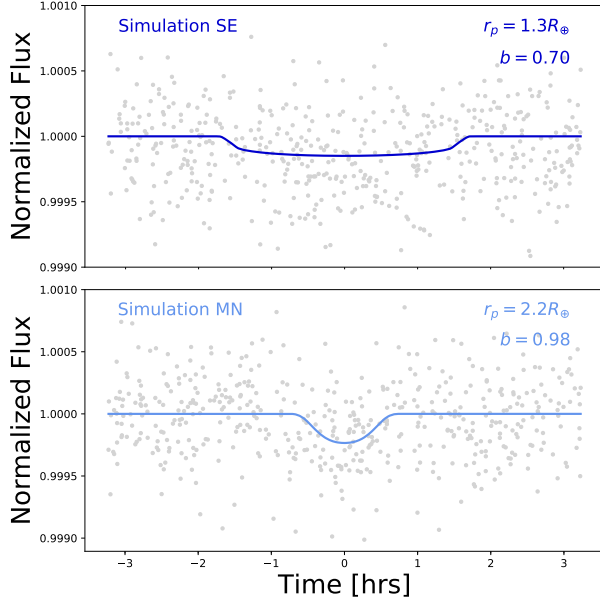 1.0010
Simulation SE
r_p = 1.3R_⊕
b = 0.70
1.0005
1.0000
0.9995
0.9990
Normalized Flux
1.0010
Simulation MN
r_p = 2.2R_⊕
b = 0.98
1.0005
1.0000
0.9995
0.9990
Normalized Flux
−3 −2 −1 0 1 2 3
Time [hrs]